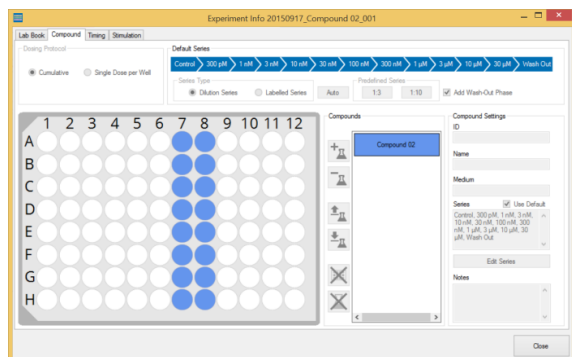 Experiment Info 20150917_Compound 02_001
Lab Book Compound Timing Stimulation
Dosing Protocol
Cumulative Single Dose per Well
Default Series
Control 300 pM 1 nM 3 nM 10 nM 30 nM 100 nM 300 nM 1 µM 3 µM 10 µM 30 µM Wash Out
Series Type
Dilution Series Labelled Series Auto
Predefined Series
1:3 1:10
Add Wash-Out Phase
1 2 3 4 5 6 7 8 9 10 11 12
A
B
C
D
E
F
G
H
Compounds
Compound 02
Compound Settings
ID
Name
Medium
Series Use Default
Control, 300 pM, 1 nM, 3 nM,
10 nM, 30 nM, 100 nM, 300
nM, 1 µM, 3 µM, 10 µM, 30
µM, Wash Out
Edit Series
Notes
Close